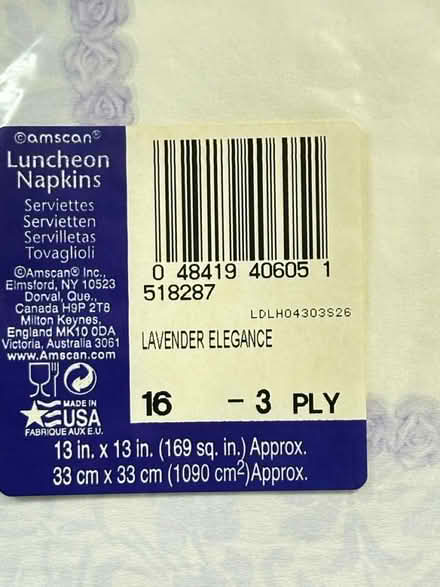 ©amscan®
Luncheon
Napkins
Serviettes
Servietten
Servilletas
Tovaglioli
©Amscan® Inc.,
Elmsford, NY 10523
Dorval, Que.,
Canada H9P 2T8
Milton Keynes,
England MK10 0DA
Victoria, Australia 3061
www.Amscan.com
MADE IN
USA
FABRIQUE AUX E.U.
0 48419 40605 1
518287
LDLH04303S26
LAVENDER ELEGANCE
16 - 3 PLY
13 in. x 13 in. (169 sq. in.) Approx.
33 cm x 33 cm (1090 cm2) Approx.